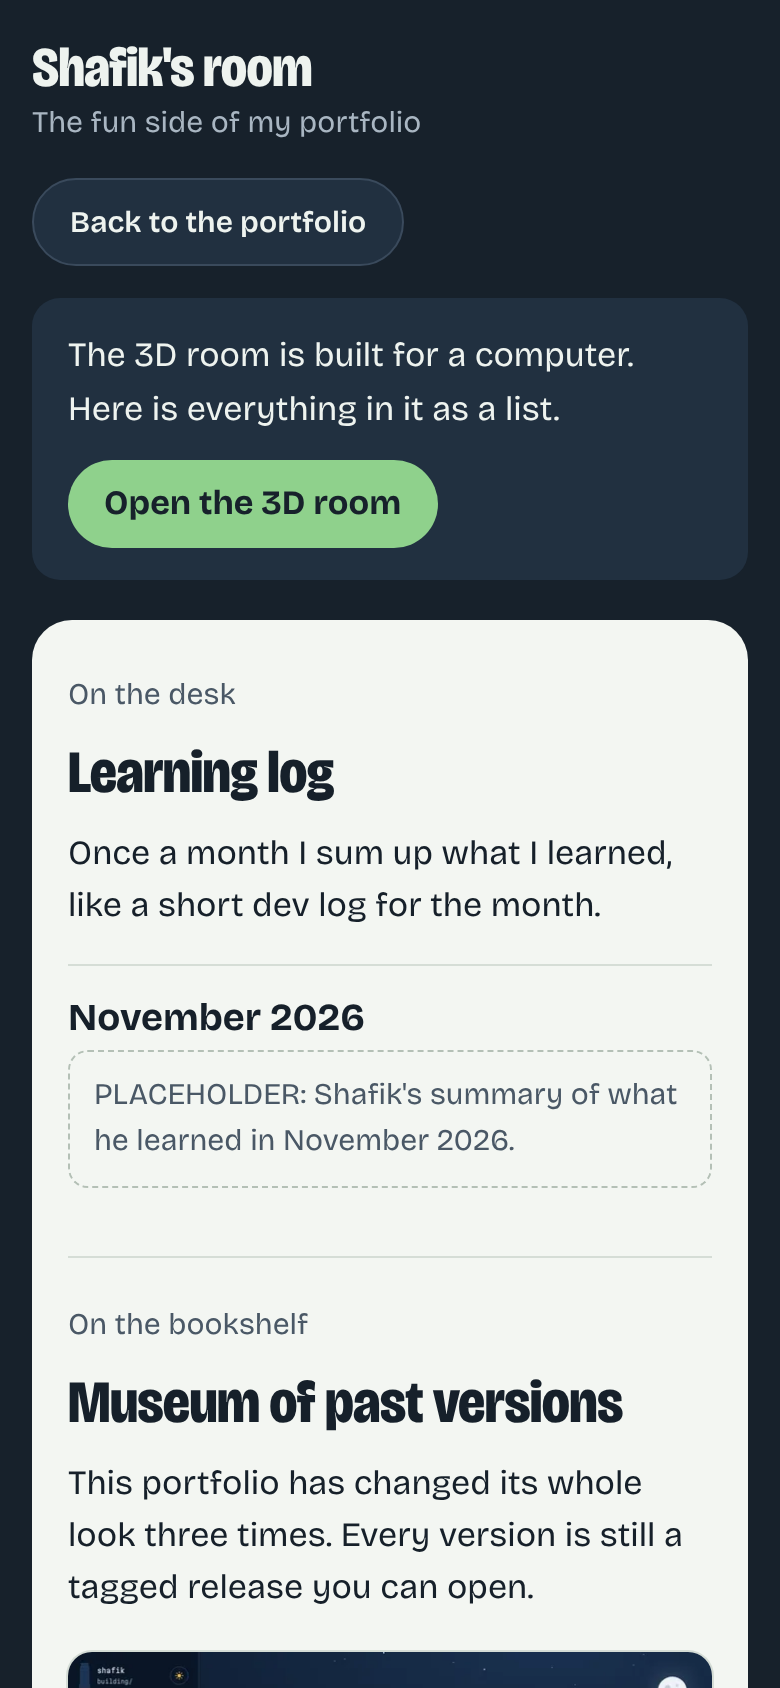 Shafik's room
The fun side of my portfolio
Back to the portfolio
The 3D room is built for a computer.
Here is everything in it as a list.
Open the 3D room
On the desk
Learning log
Once a month I sum up what I learned,
like a short dev log for the month.
November 2026
PLACEHOLDER: Shafik's summary of what
he learned in November 2026.
On the bookshelf
Museum of past versions
This portfolio has changed its whole
look three times. Every version is still a
tagged release you can open.
shafik
building/